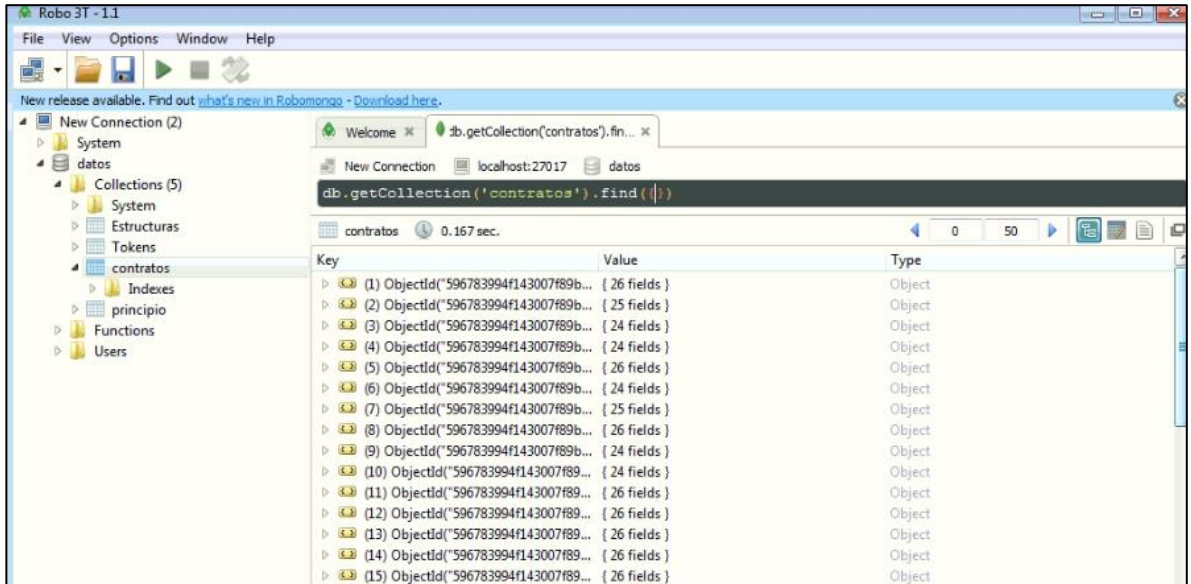 Robo 3T - 1.1
File View Options Window Help
New release available. Find out what's new in Robomongo - Download here.
New Connection (2)
System
datos
Collections (5)
System
Estructuras
Tokens
contratos
Indexes
principio
Functions
Users
Welcome db.getCollection('contratos').fin...
New Connection localhost:27017 datos
db.getCollection('contratos').find({})
contratos 0.167 sec. 0 50
Key Value Type
(1) ObjectId("596783994f143007f89b... { 26 fields } Object
(2) ObjectId("596783994f143007f89b... { 25 fields } Object
(3) ObjectId("596783994f143007f89b... { 24 fields } Object
(4) ObjectId("596783994f143007f89b... { 24 fields } Object
(5) ObjectId("596783994f143007f89b... { 26 fields } Object
(6) ObjectId("596783994f143007f89b... { 24 fields } Object
(7) ObjectId("596783994f143007f89b... { 25 fields } Object
(8) ObjectId("596783994f143007f89b... { 26 fields } Object
(9) ObjectId("596783994f143007f89b... { 24 fields } Object
(10) ObjectId("596783994f143007f89... { 24 fields } Object
(11) ObjectId("596783994f143007f89... { 26 fields } Object
(12) ObjectId("596783994f143007f89... { 26 fields } Object
(13) ObjectId("596783994f143007f89... { 26 fields } Object
(14) ObjectId("596783994f143007f89... { 26 fields } Object
(15) ObjectId("596783994f143007f89... { 26 fields } Object